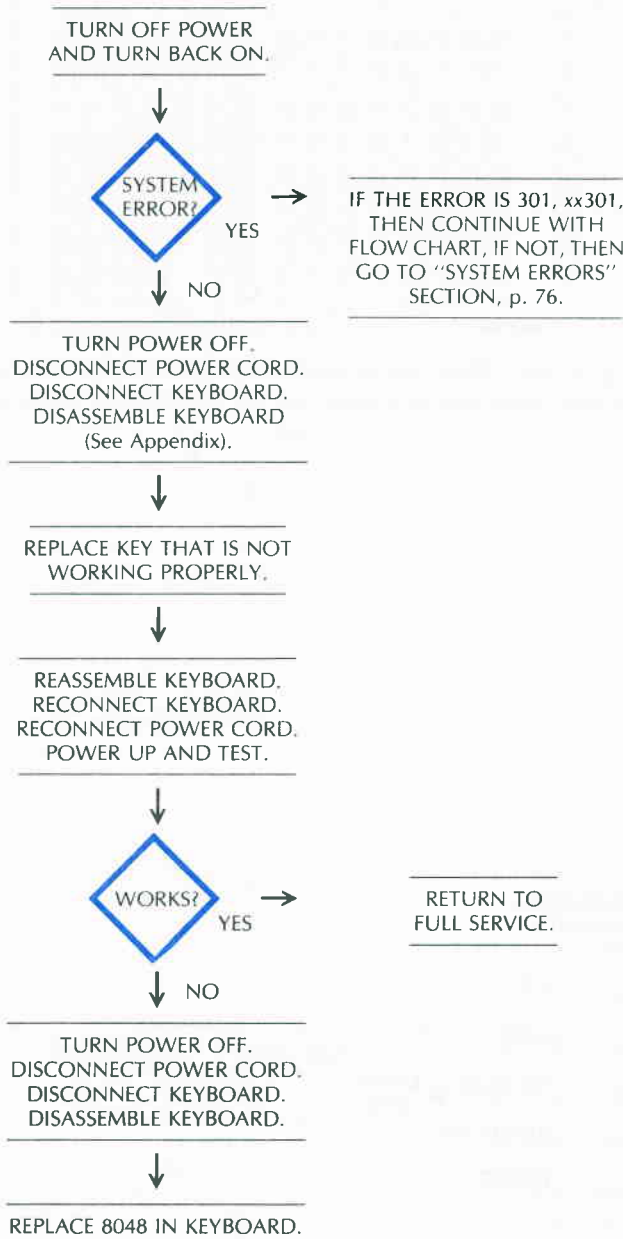 TURN OFF POWER
AND TURN BACK ON.
SYSTEM
ERROR?
YES
IF THE ERROR IS 301, xx301,
THEN CONTINUE WITH
FLOW CHART, IF NOT, THEN
GO TO "SYSTEM ERRORS"
SECTION, p. 76.
NO
TURN POWER OFF.
DISCONNECT POWER CORD.
DISCONNECT KEYBOARD.
DISASSEMBLE KEYBOARD
(See Appendix).
REPLACE KEY THAT IS NOT
WORKING PROPERLY.
REASSEMBLE KEYBOARD.
RECONNECT KEYBOARD.
RECONNECT POWER CORD.
POWER UP AND TEST.
WORKS?
YES
RETURN TO
FULL SERVICE.
NO
TURN POWER OFF.
DISCONNECT POWER CORD.
DISCONNECT KEYBOARD.
DISASSEMBLE KEYBOARD.
REPLACE 8048 IN KEYBOARD.